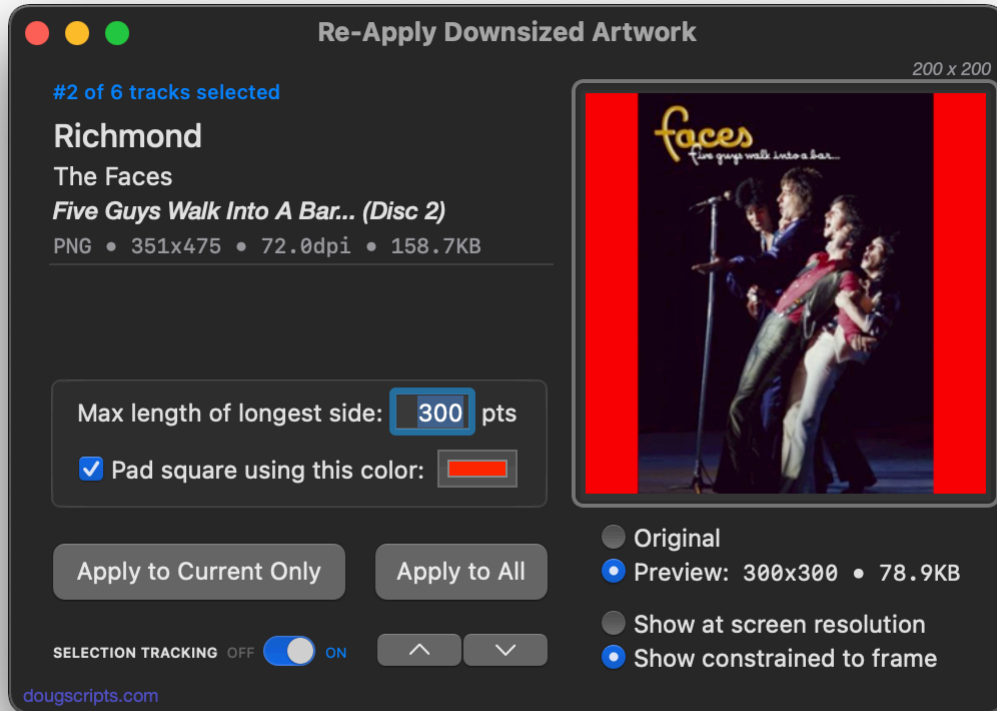 Re-Apply Downsized Artwork
200 x 200
#2 of 6 tracks selected
Richmond
The Faces
Five Guys Walk Into A Bar... (Disc 2)
PNG • 351x475 • 72.0dpi • 158.7KB
faces
five guys walk into a bar...
Max length of longest side: 300 pts
Pad square using this color:
Apply to Current Only
Apply to All
Original
Preview: 300x300 • 78.9KB
Show at screen resolution
Show constrained to frame
SELECTION TRACKING OFF ON
dougscripts.com